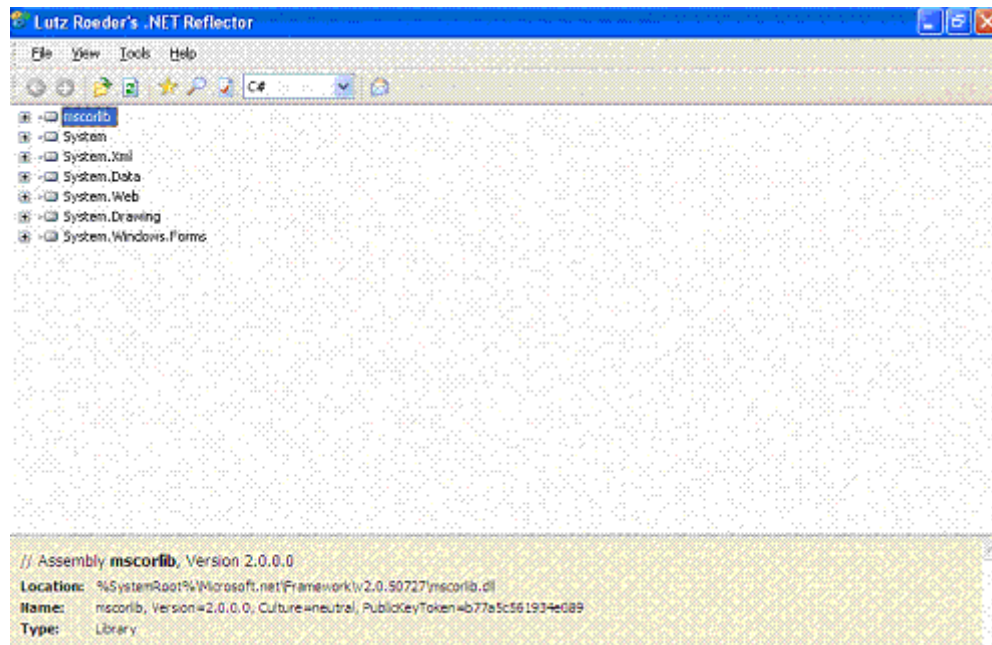 Lutz Roeder's .NET Reflector
File View Tools Help
C#
mscorlib
System
System.Xml
System.Data
System.Web
System.Drawing
System.Windows.Forms
// Assembly mscorlib, Version 2.0.0.0
Location: %SystemRoot%\Microsoft.net\Framework\v2.0.50727\mscorlib.dll
Name: mscorlib, Version=2.0.0.0, Culture=neutral, PublicKeyToken=b77a5c561934e089
Type: Library